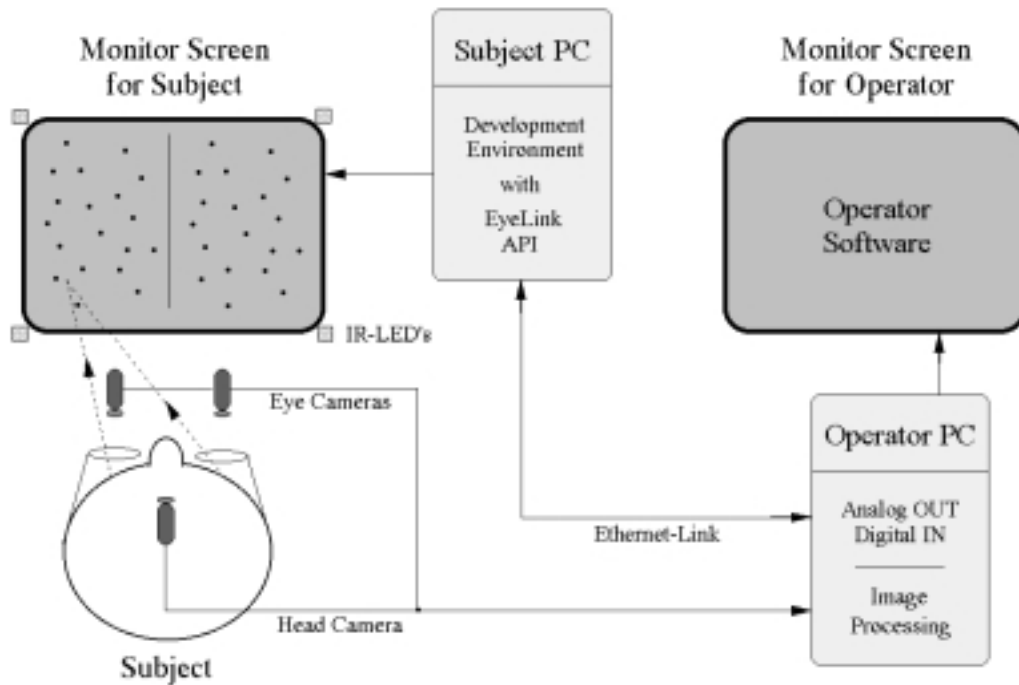 Monitor Screen
for Subject
Subject PC
Development
Environment
with
EyeLink
API
Monitor Screen
for Operator
Operator
Software
IR-LED's
Eye Cameras
Operator PC
Analog OUT
Digital IN
Image
Processing
Ethernet-Link
Head Camera
Subject